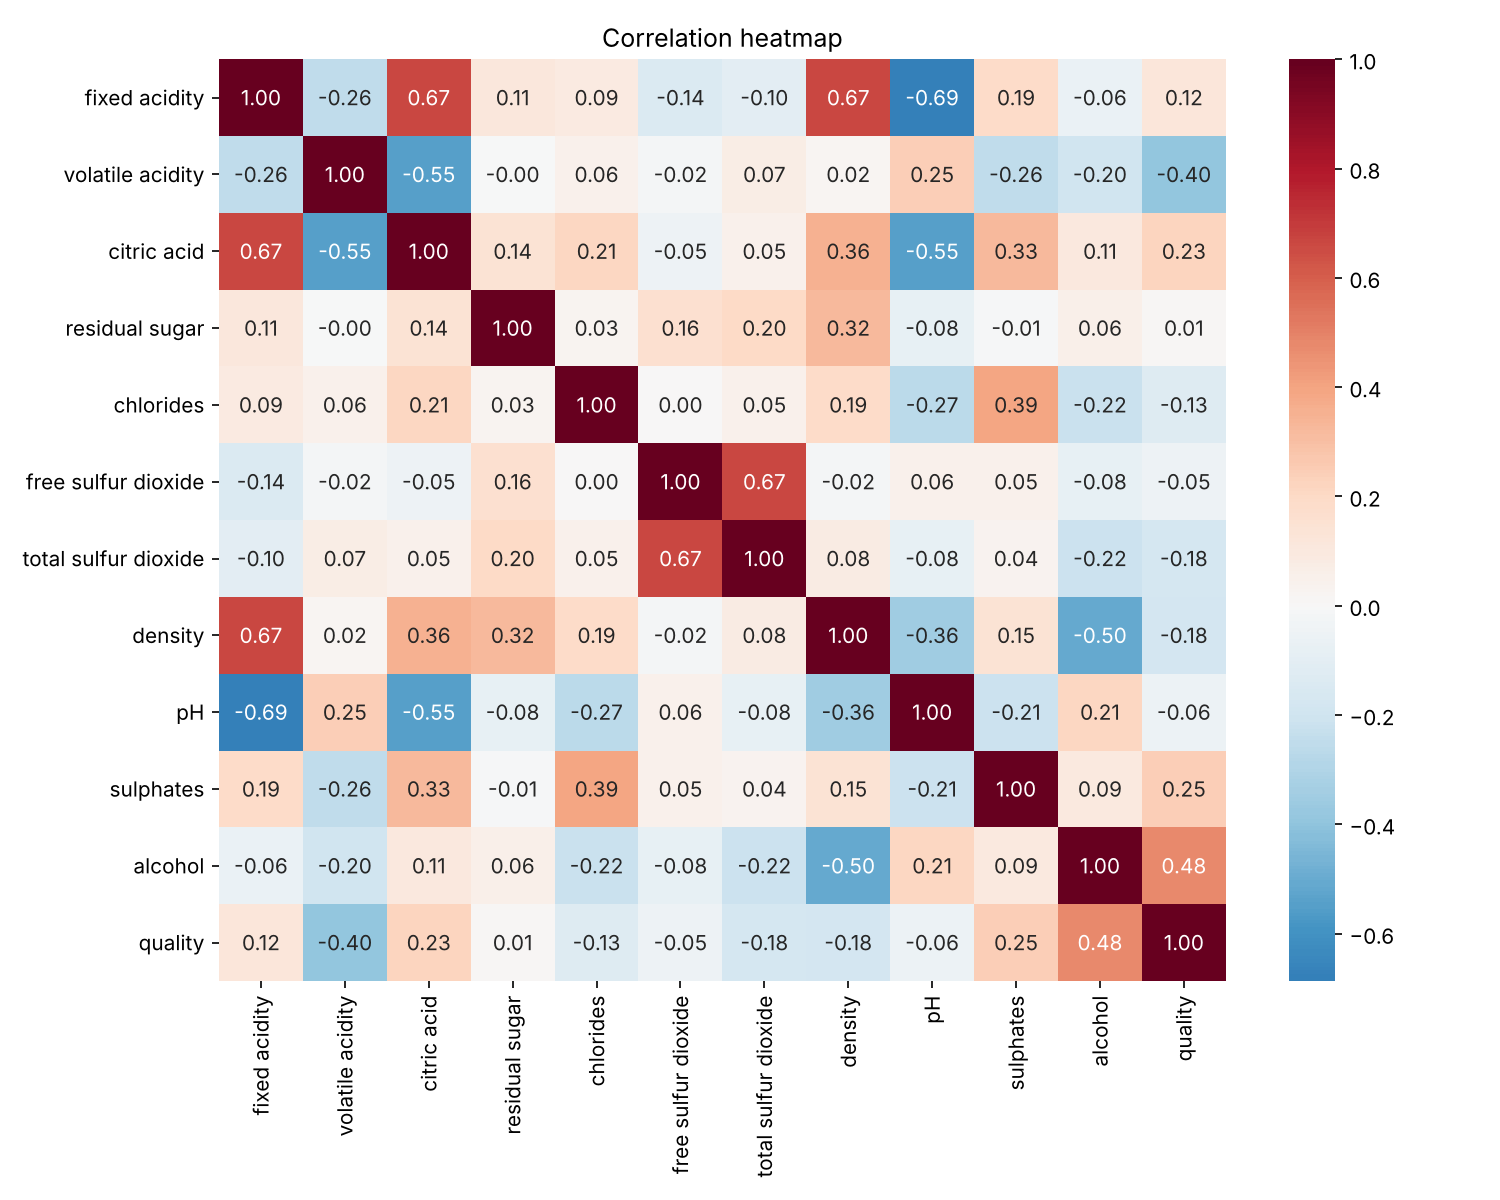 Correlation heatmap
fixed acidity 1.00 -0.26 0.67 0.11 0.09 -0.14 -0.10 0.67 -0.69 0.19 -0.06 0.12
volatile acidity -0.26 1.00 -0.55 -0.00 0.06 -0.02 0.07 0.02 0.25 -0.26 -0.20 -0.40
citric acid 0.67 -0.55 1.00 0.14 0.21 -0.05 0.05 0.36 -0.55 0.33 0.11 0.23
residual sugar 0.11 -0.00 0.14 1.00 0.03 0.16 0.20 0.32 -0.08 -0.01 0.06 0.01
chlorides 0.09 0.06 0.21 0.03 1.00 0.00 0.05 0.19 -0.27 0.39 -0.22 -0.13
free sulfur dioxide -0.14 -0.02 -0.05 0.16 0.00 1.00 0.67 -0.02 0.06 0.05 -0.08 -0.05
total sulfur dioxide -0.10 0.07 0.05 0.20 0.05 0.67 1.00 0.08 -0.08 0.04 -0.22 -0.18
density 0.67 0.02 0.36 0.32 0.19 -0.02 0.08 1.00 -0.36 0.15 -0.50 -0.18
pH -0.69 0.25 -0.55 -0.08 -0.27 0.06 -0.08 -0.36 1.00 -0.21 0.21 -0.06
sulphates 0.19 -0.26 0.33 -0.01 0.39 0.05 0.04 0.15 -0.21 1.00 0.09 0.25
alcohol -0.06 -0.20 0.11 0.06 -0.22 -0.08 -0.22 -0.50 0.21 0.09 1.00 0.48
quality 0.12 -0.40 0.23 0.01 -0.13 -0.05 -0.18 -0.18 -0.06 0.25 0.48 1.00
fixed acidity
volatile acidity
citric acid
residual sugar
chlorides
free sulfur dioxide
total sulfur dioxide
density
pH
sulphates
alcohol
quality
1.0
0.8
0.6
0.4
0.2
0.0
−0.2
−0.4
−0.6